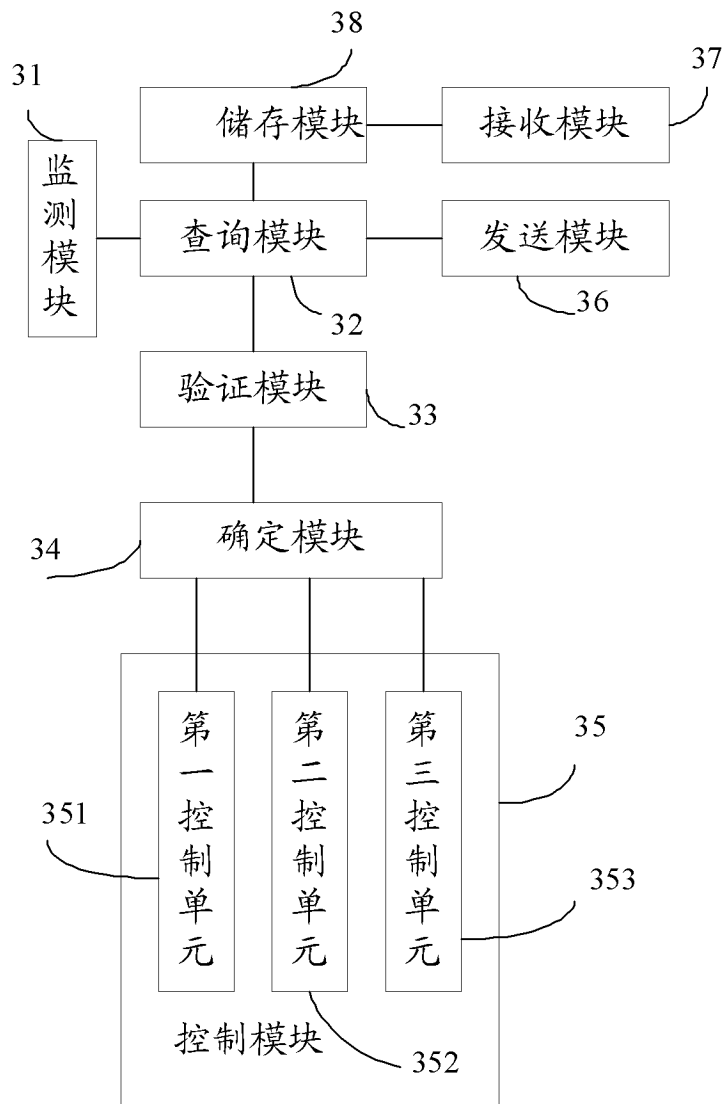 38
31
37
储存模块
接收模块
监测模块
查询模块
发送模块
32
36
验证模块
33
确定模块
34
35
第一控制单元
第二控制单元
第三控制单元
351
353
控制模块
352